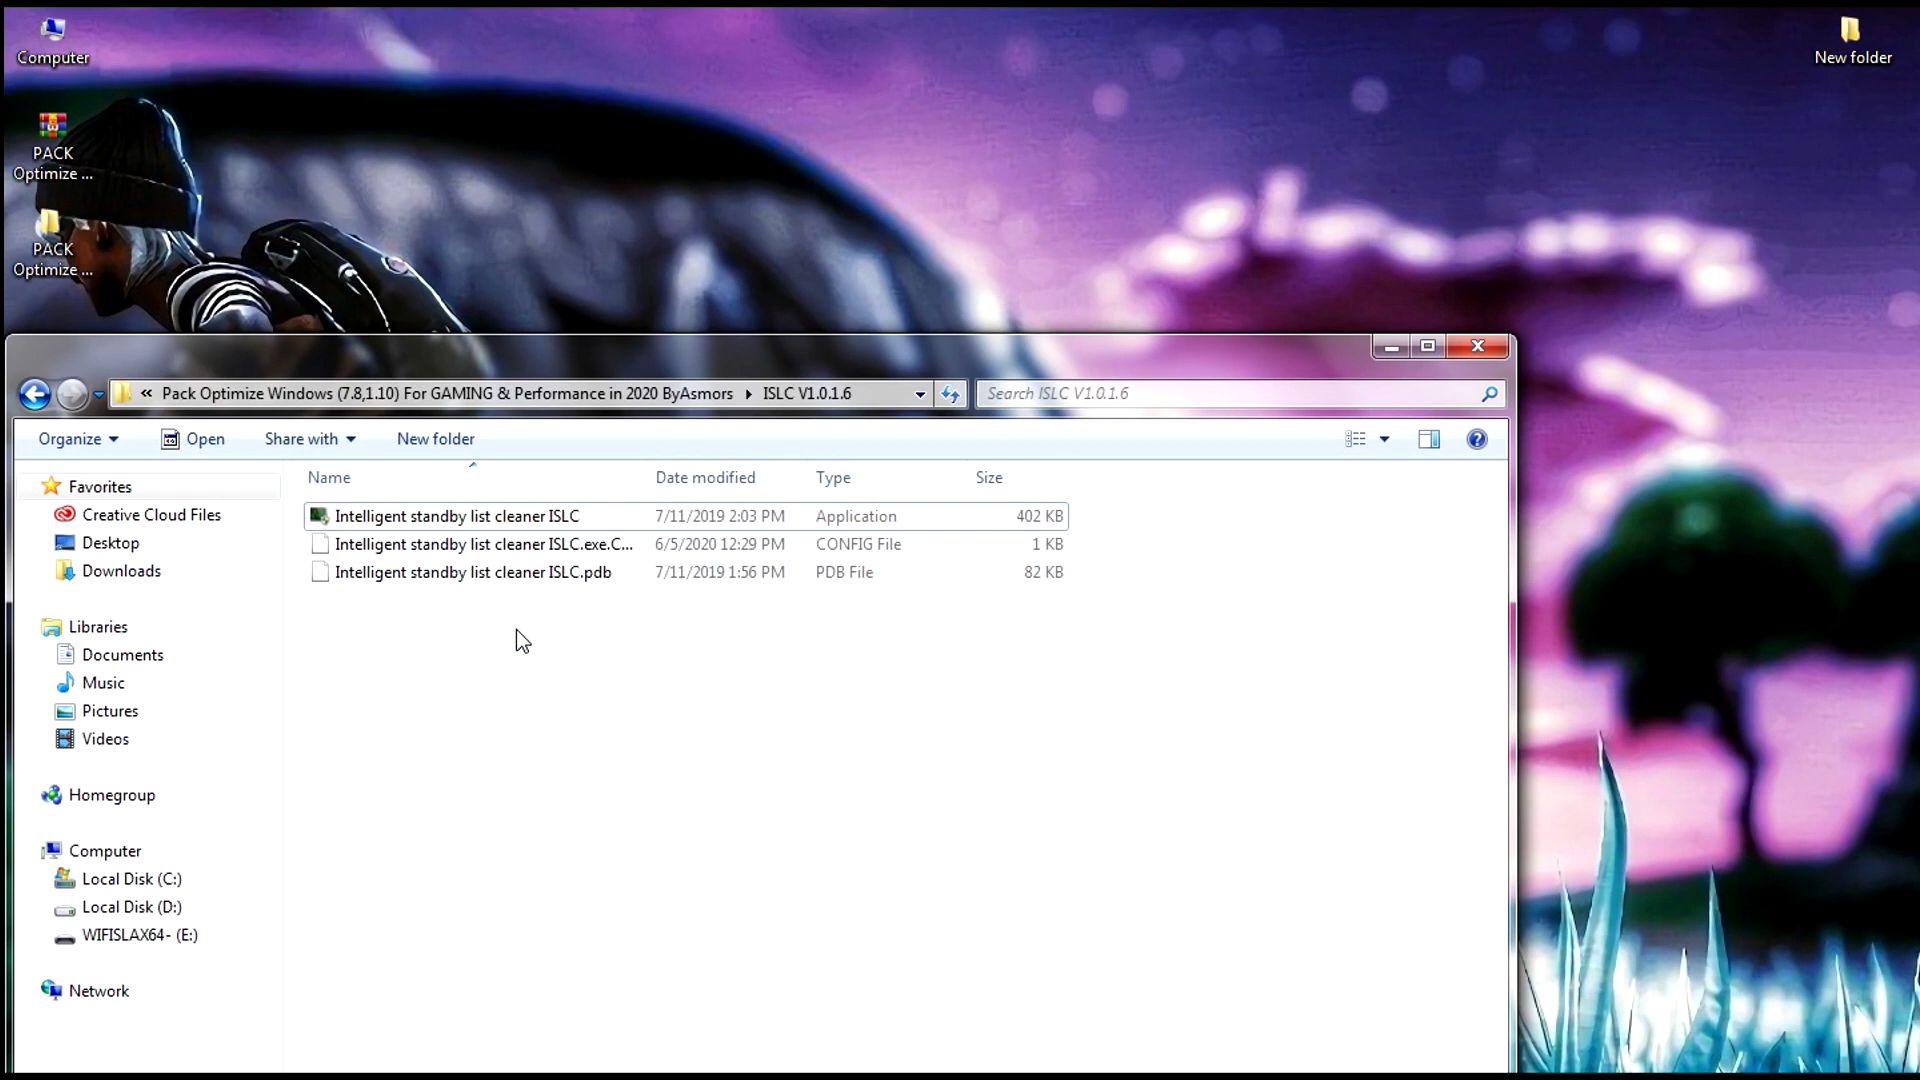 Computer
New folder
PACK
Optimize ...
PACK
Optimize ...
« Pack Optimize Windows (7.8,1.10) For GAMING & Performance in 2020 ByAsmors ▸ ISLC V1.0.1.6
Search ISLC V1.0.1.6
Organize Open Share with New folder
Name Date modified Type Size
Favorites
Creative Cloud Files
Desktop
Downloads
Libraries
Documents
Music
Pictures
Videos
Homegroup
Computer
Local Disk (C:)
Local Disk (D:)
WIFISLAX64- (E:)
Network
Intelligent standby list cleaner ISLC 7/11/2019 2:03 PM Application 402 KB
Intelligent standby list cleaner ISLC.exe.C... 6/5/2020 12:29 PM CONFIG File 1 KB
Intelligent standby list cleaner ISLC.pdb 7/11/2019 1:56 PM PDB File 82 KB